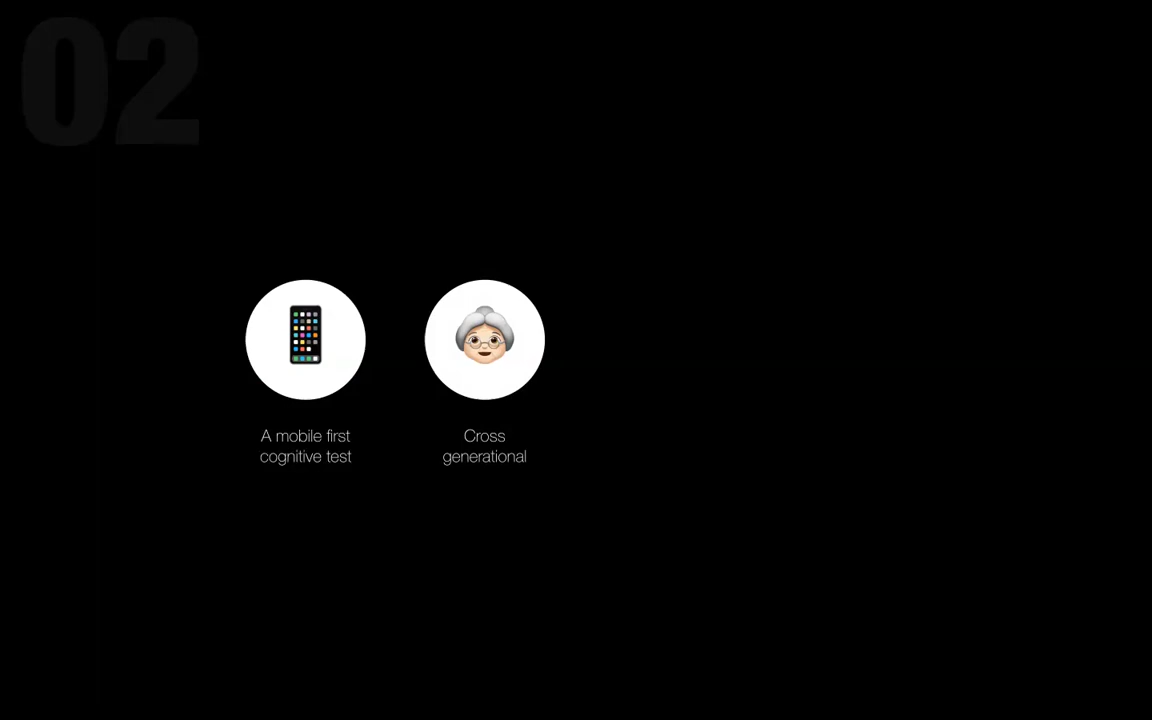 02
A mobile first
cognitive test
Cross
generational